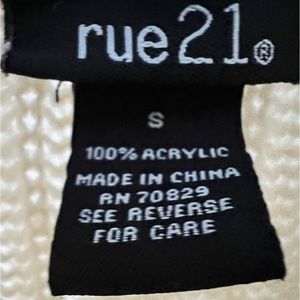 rue21®
S
100% ACRYLIC
MADE IN CHINA
RN 70829
SEE REVERSE
FOR CARE